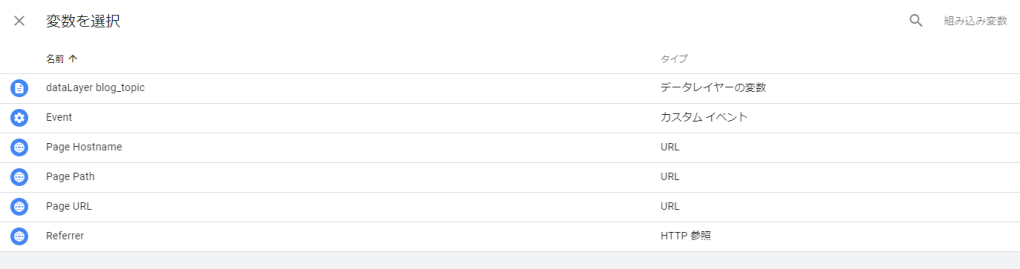 変数を選択 組み込み変数
名前 タイプ
dataLayer blog_topic データレイヤーの変数
Event カスタム イベント
Page Hostname URL
Page Path URL
Page URL URL
Referrer HTTP 参照